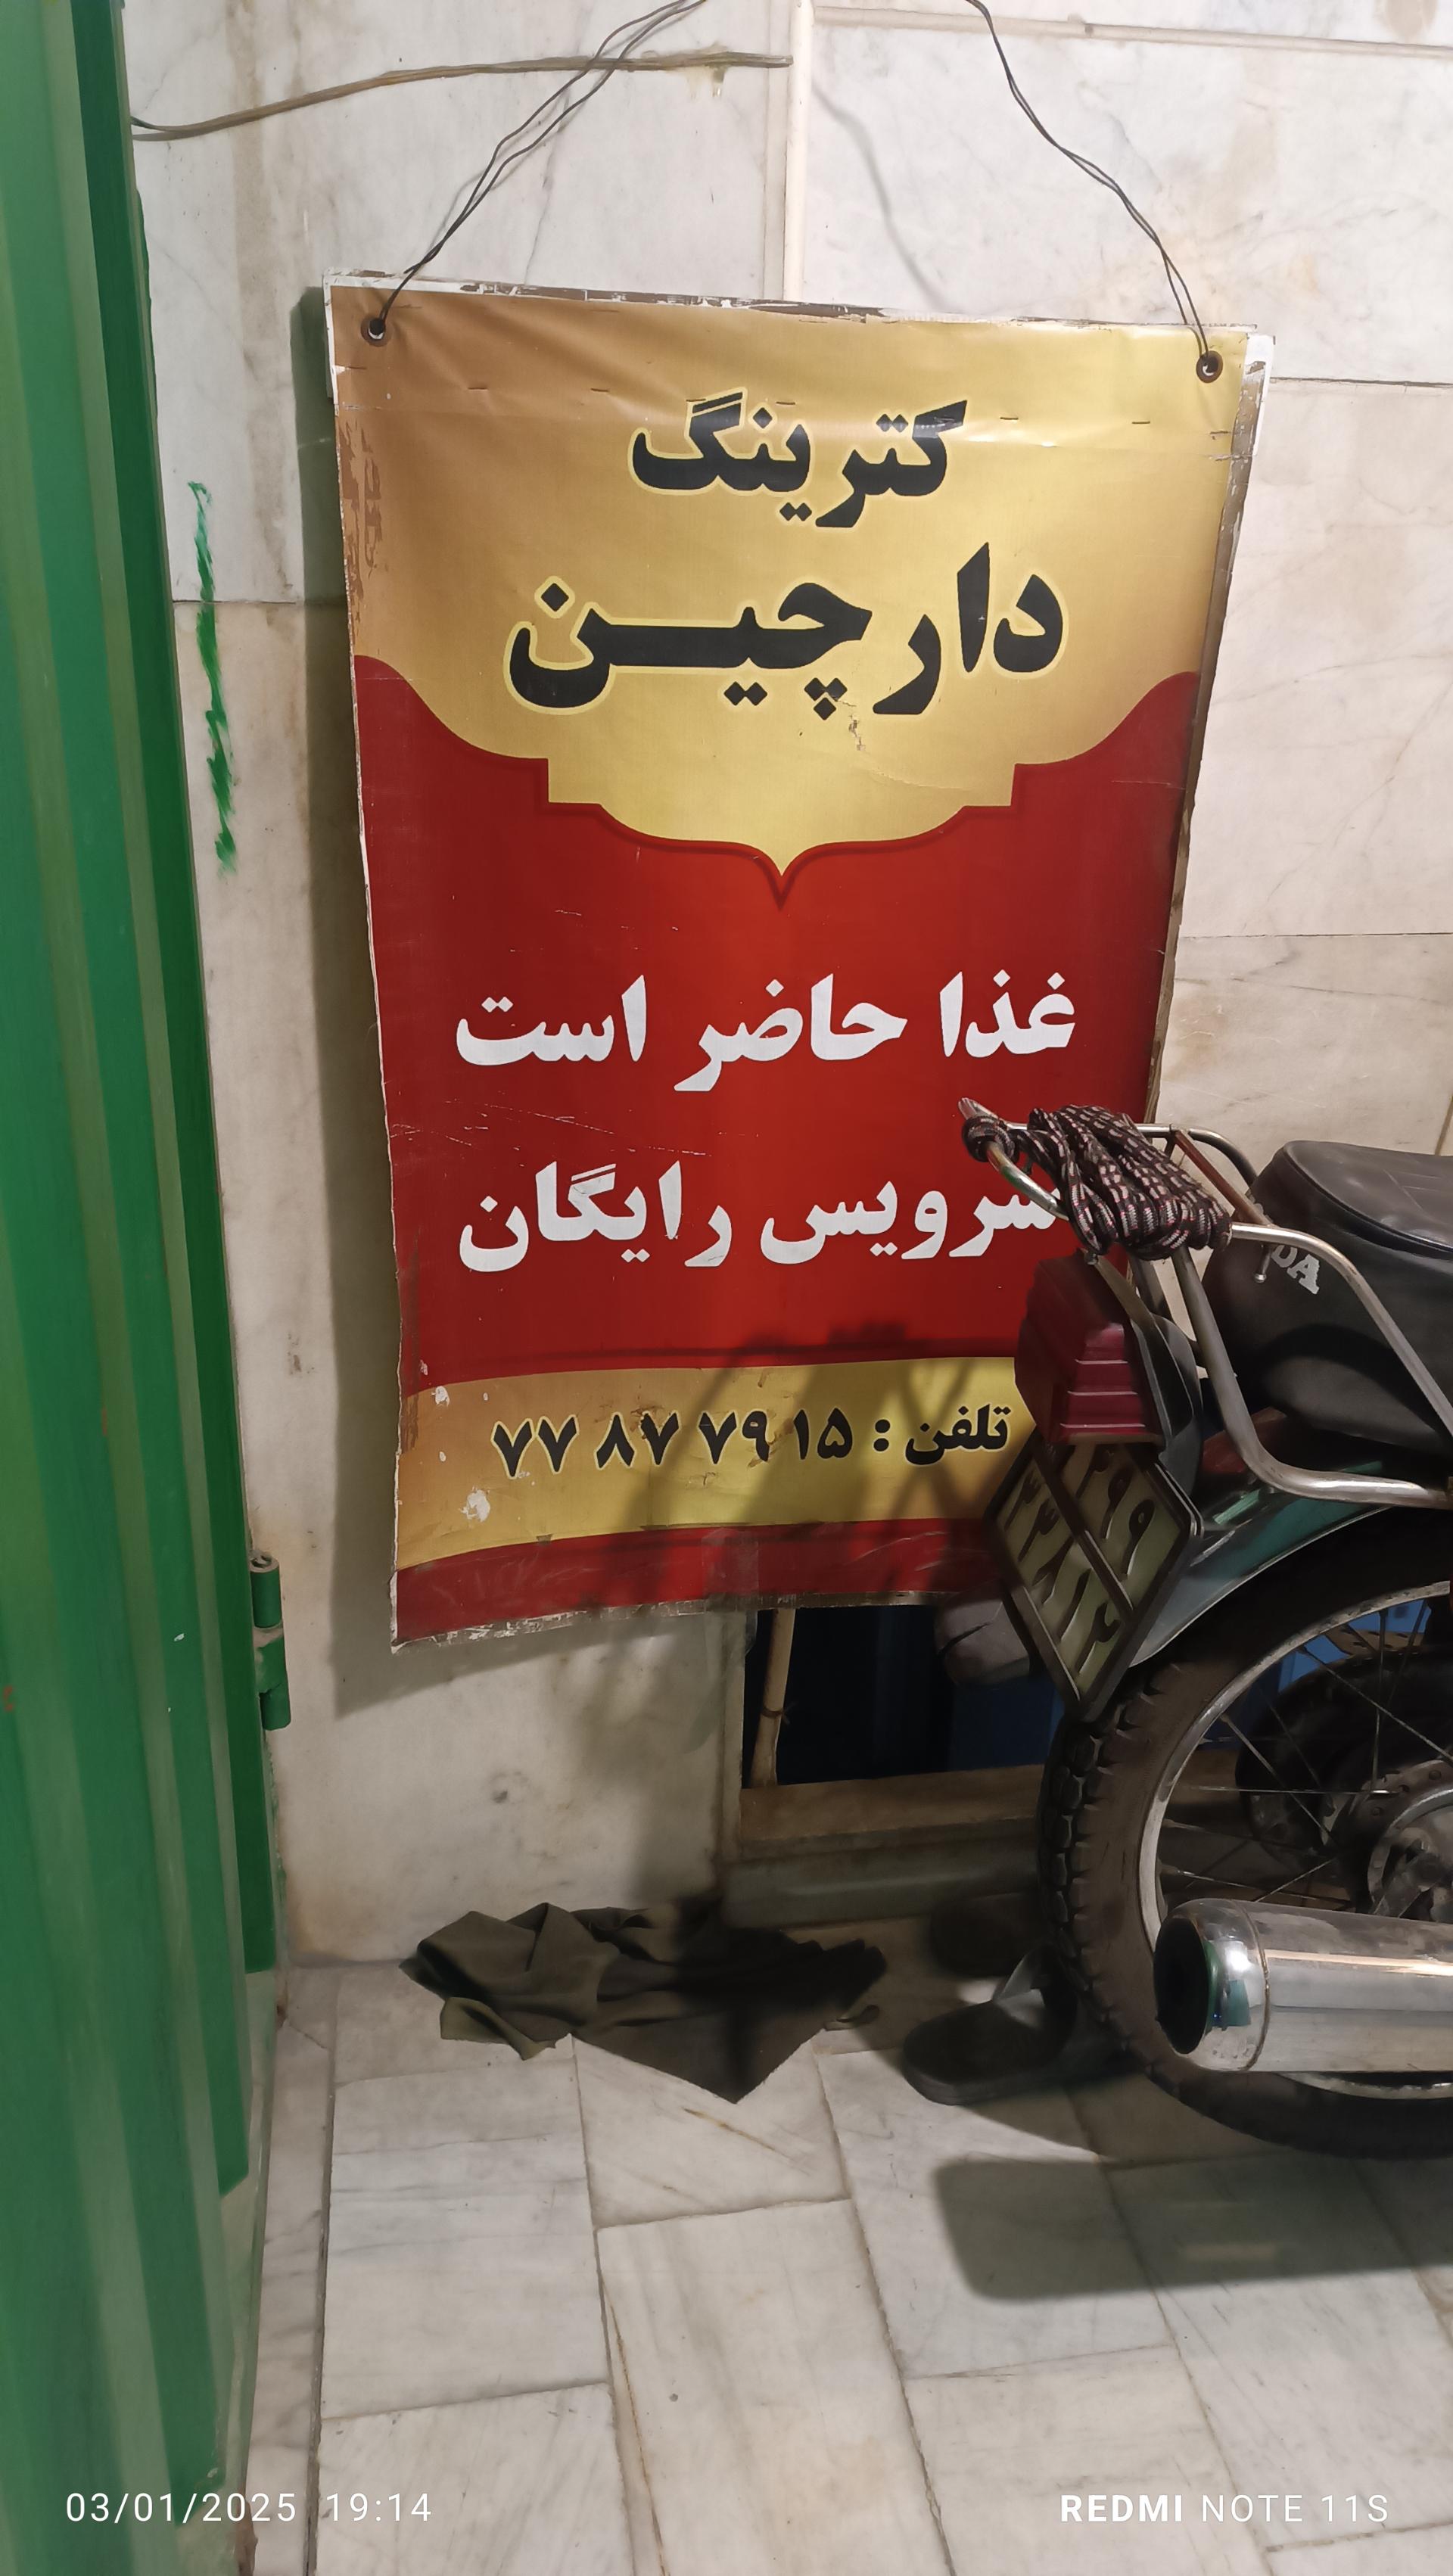 کترینگ
دارچین
غذا حاضر است
سرویس رایگان
تلفن : ۷۷ ۸۷ ۷۹ ۱۵
DA
03/01/2025 19:14
REDMI NOTE 11S